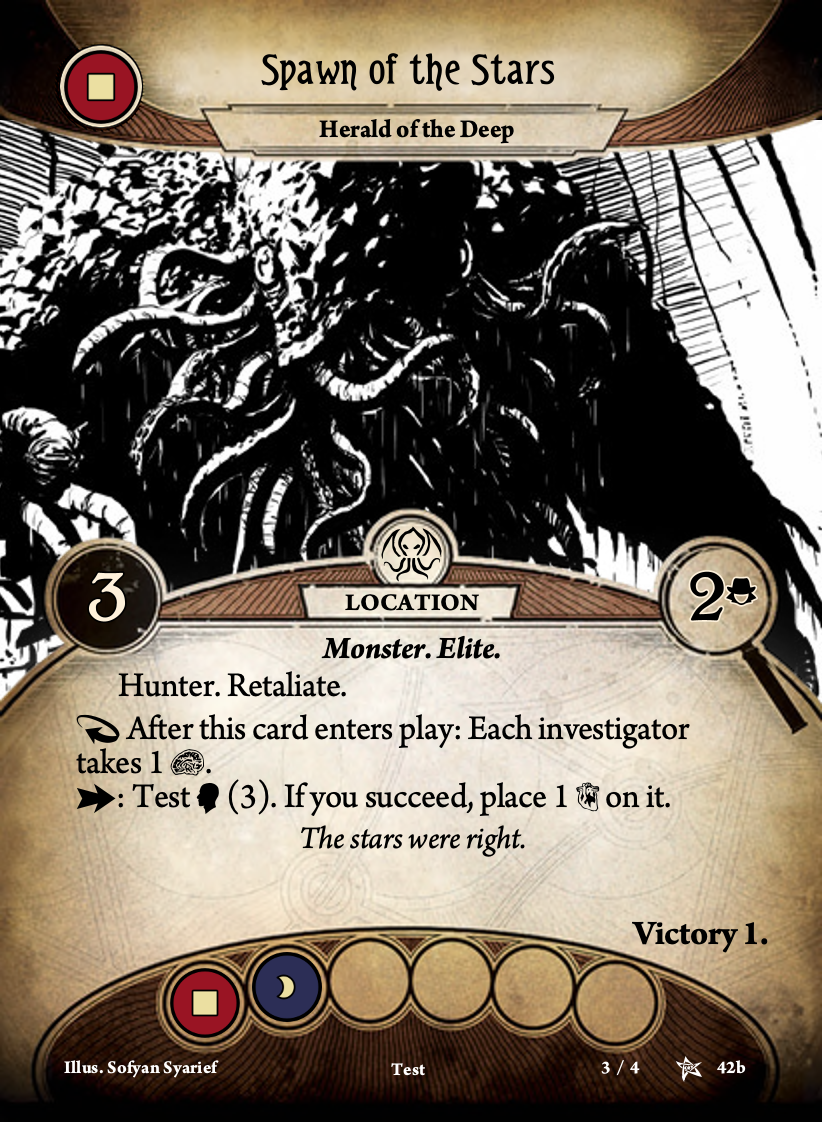 Spawn of the Stars
Herald of the Deep
3
2
LOCATION
Monster. Elite.
Hunter. Retaliate.
After this card enters play: Each investigator
takes 1 .
: Test (3). If you succeed, place 1 on it.
The stars were right.
Victory 1.
Illus. Sofyan Syarief
Test
3 / 4
42b